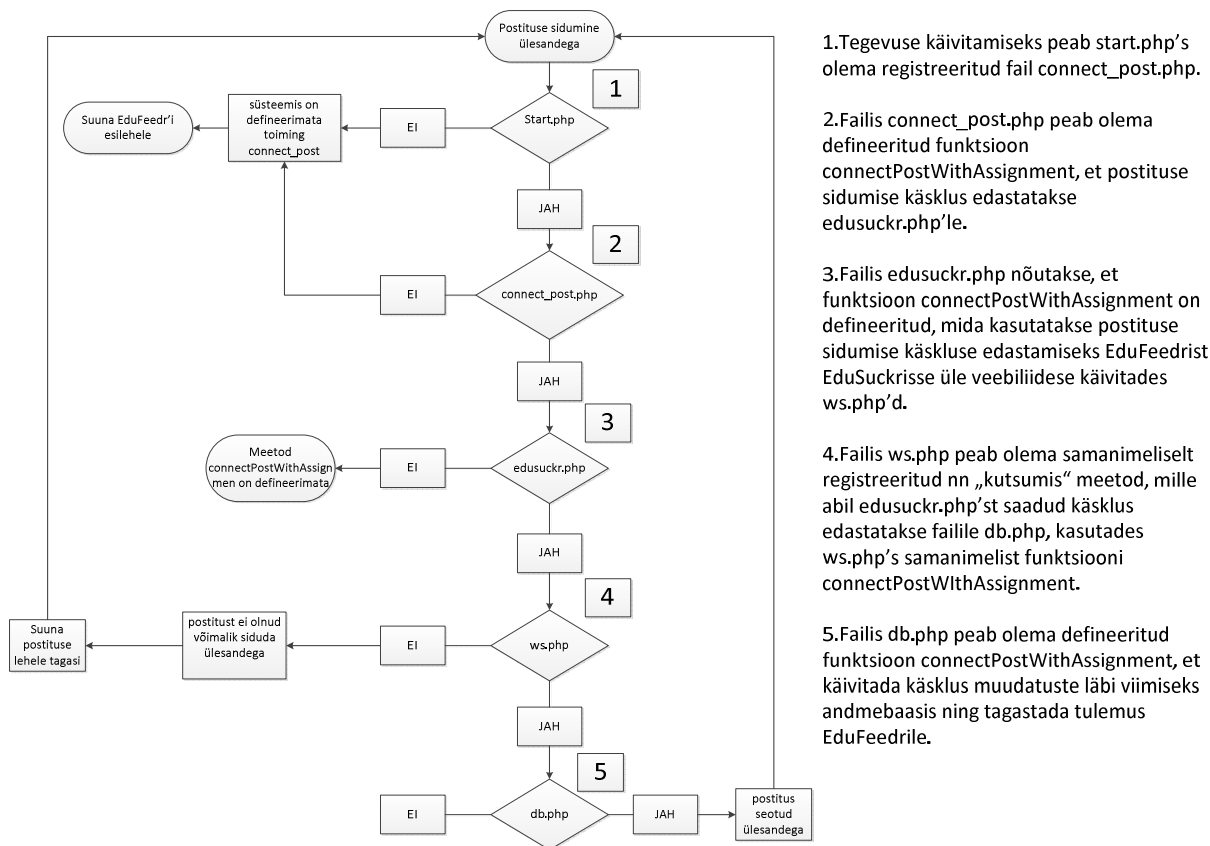 Postituse sidumine
ülesandega
1
Start.php
EI
süsteemis on
defineerimata
toiming
connect_post
Suuna EduFeedr'i
esilehele
JAH
2
connect_post.php
EI
JAH
3
edusuckr.php
EI
Meetod
connectPostWithAssign
men on defineerimata
JAH
4
ws.php
EI
postitust ei olnud
võimalik siduda
ülesandega
Suuna
postituse
lehele tagasi
JAH
5
db.php
EI
JAH
postitus
seotud
ülesandega
1.Tegevuse käivitamiseks peab start.php's
olema registreeritud fail connect_post.php.
2.Failis connect_post.php peab olema
defineeritud funktsioon
connectPostWithAssignment, et postituse
sidumise käsklus edastatakse
edusuckr.php'le.
3.Failis edusuckr.php nõutakse, et
funktsioon connectPostWithAssignment on
defineeritud, mida kasutatakse postituse
sidumise käskluse edastamiseks EduFeedrist
EduSuckrisse üle veebiliidese käivitades
ws.php'd.
4.Failis ws.php peab olema samanimeliselt
registreeritud nn „kutsumis“ meetod, mille
abil edusuckr.php'st saadud käsklus
edastatakse failile db.php, kasutades
ws.php's samanimelist funktsiooni
connectPostWIthAssignment.
5.Failis db.php peab olema defineeritud
funktsioon connectPostWithAssignment, et
käivitada käsklus muudatuste läbi viimiseks
andmebaasis ning tagastada tulemus
EduFeedrile.